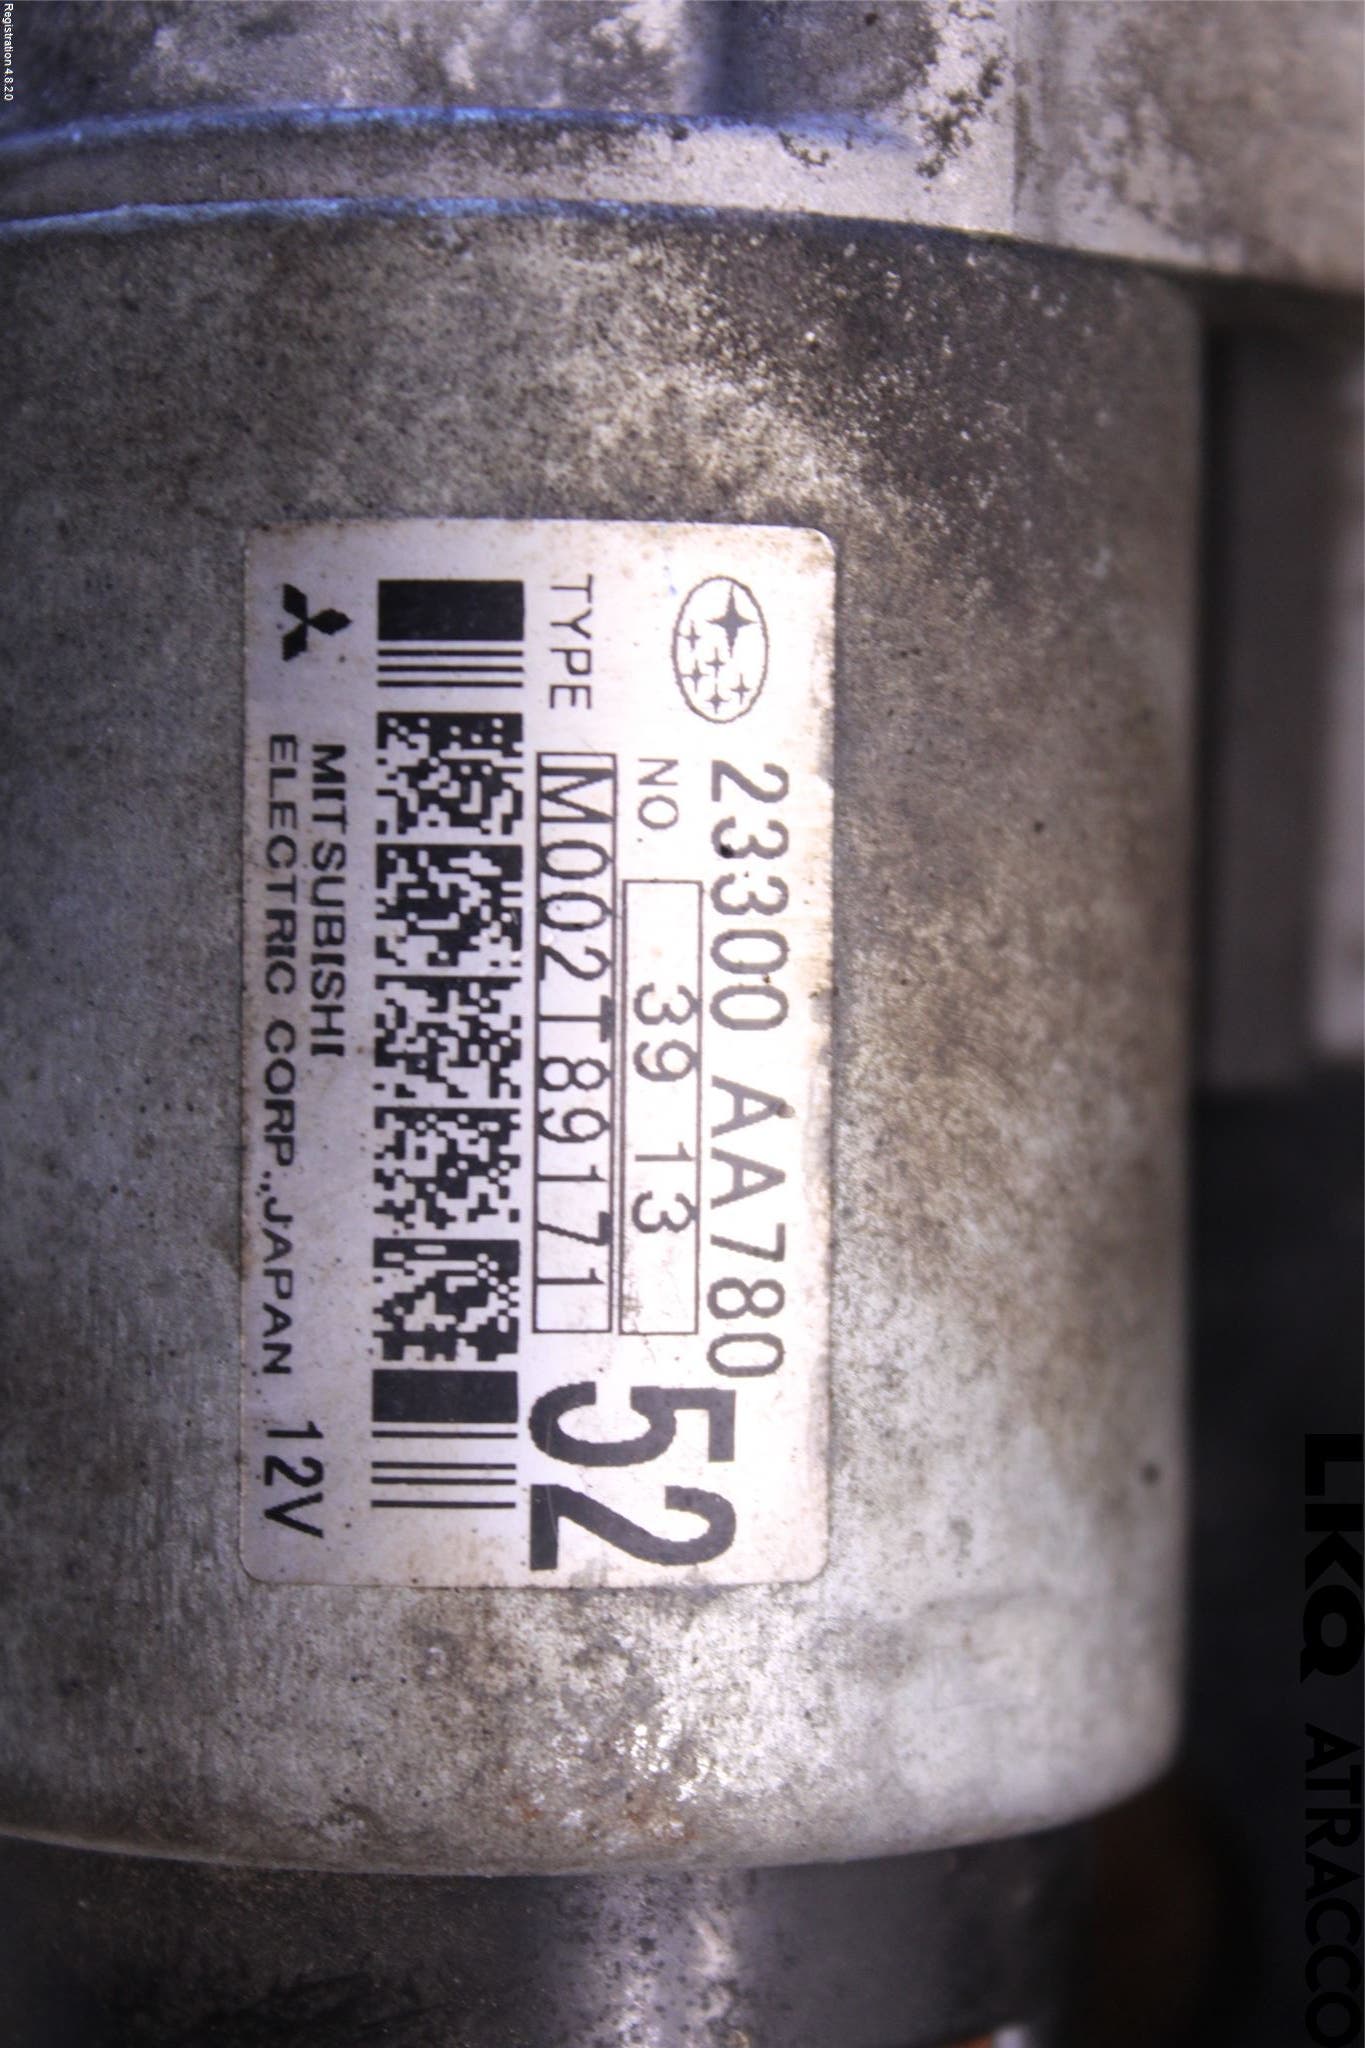 Registration 4.8.2.0
23300 AA780
NO 39 13
TYPE M002T89171
52
MITSUBISHI
ELECTRIC CORP., JAPAN 12V
LKQ ATRACCO